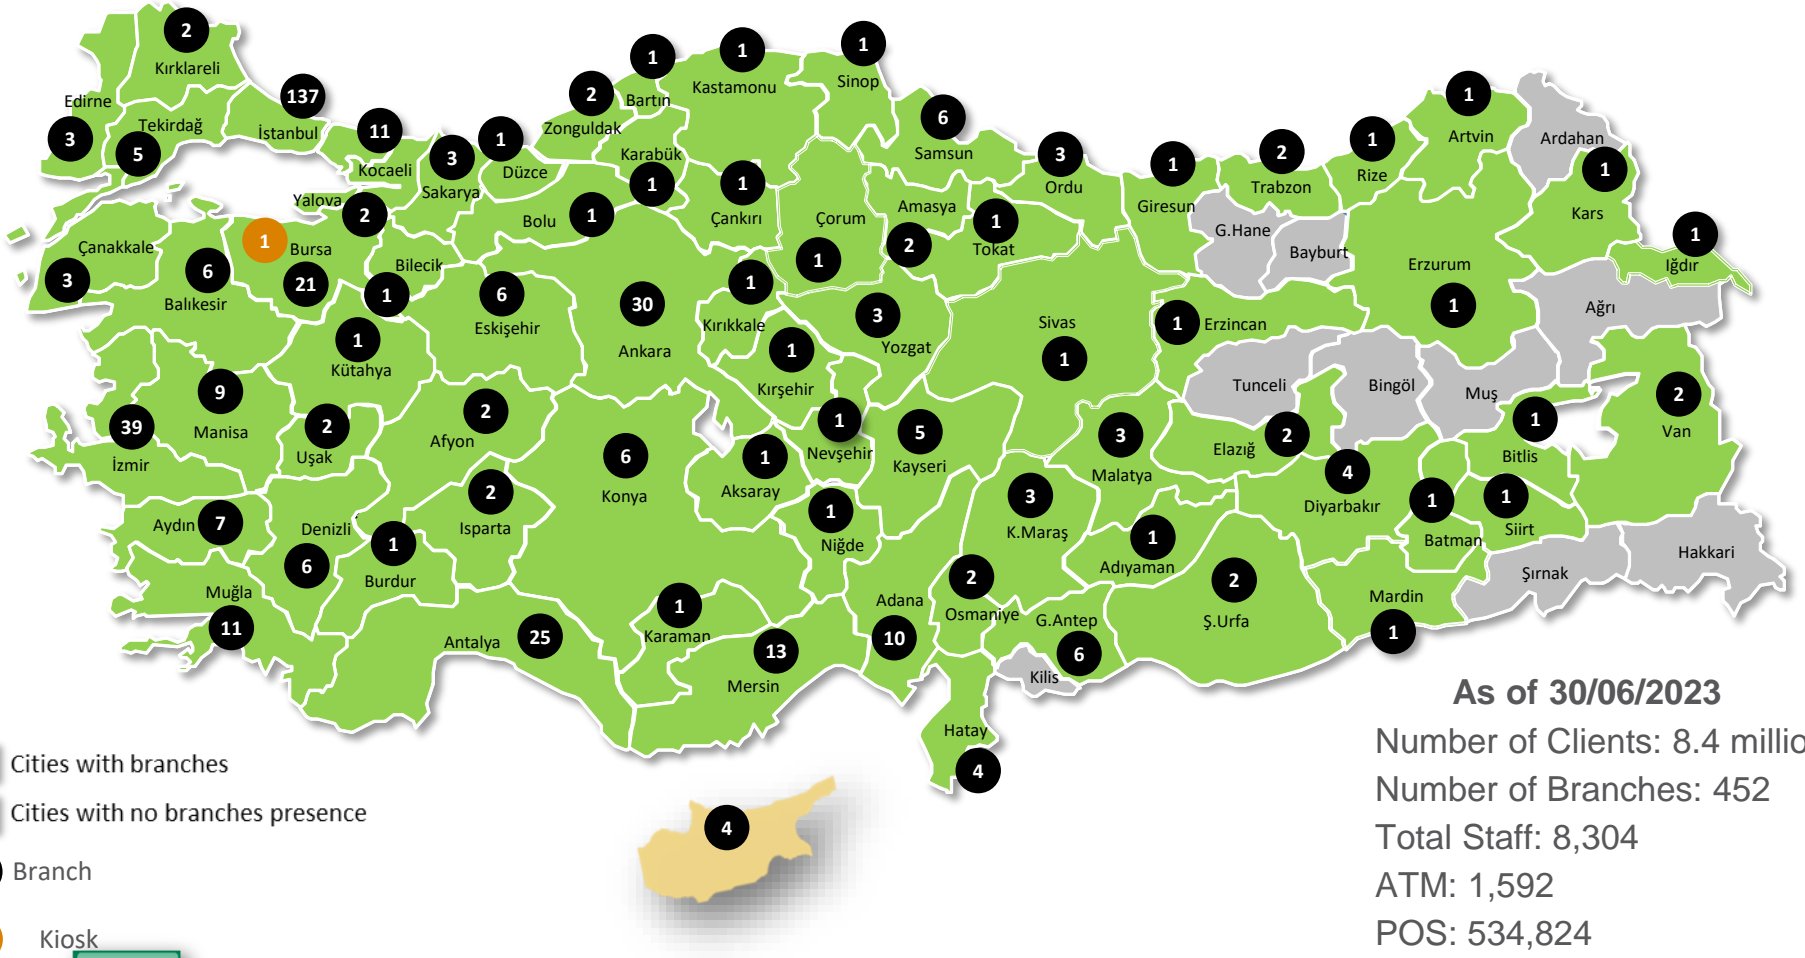 2
Kırklareli
Edirne
3
Tekirdağ
5
137
İstanbul
11
Kocaeli
3
Sakarya
1
Düzce
2
Zonguldak
1
Bartın
1
Kastamonu
1
Sinop
Karabük
1
1
Çankırı
6
Samsun
3
Ordu
1
Giresun
2
Trabzon
1
Rize
1
Artvin
Ardahan
1
Kars
1
Iğdır
Yalova
2
Bolu
1
Çorum
1
Amasya
2
1
Tokat
G.Hane
Bayburt
Erzurum
1
Ağrı
Çanakkale
3
6
Balıkesir
1
Bursa
21
Bilecik
1
6
Eskişehir
30
Ankara
1
Kırıkkale
3
Yozgat
Sivas
1
1
Erzincan
1
Kütahya
1
Kırşehir
Tunceli
Bingöl
Muş
1
Bitlis
2
Van
9
Manisa
39
İzmir
2
Uşak
2
Afyon
6
Konya
1
Aksaray
1
Nevşehir
5
Kayseri
3
Malatya
Elazığ
2
4
Diyarbakır
1
Batman
1
Siirt
Aydın
7
Denizli
6
2
Isparta
1
Burdur
1
Niğde
3
K.Maraş
1
Adıyaman
2
Ş.Urfa
Mardin
1
Şırnak
Hakkari
Muğla
11
Antalya
25
1
Karaman
13
Mersin
Adana
10
2
Osmaniye
G.Antep
6
Kilis
Hatay
4
4
Cities with branches
Cities with no branches presence
Branch
Kiosk
As of 30/06/2023
Number of Clients: 8.4 millio
Number of Branches: 452
Total Staff: 8,304
ATM: 1,592
POS: 534,824